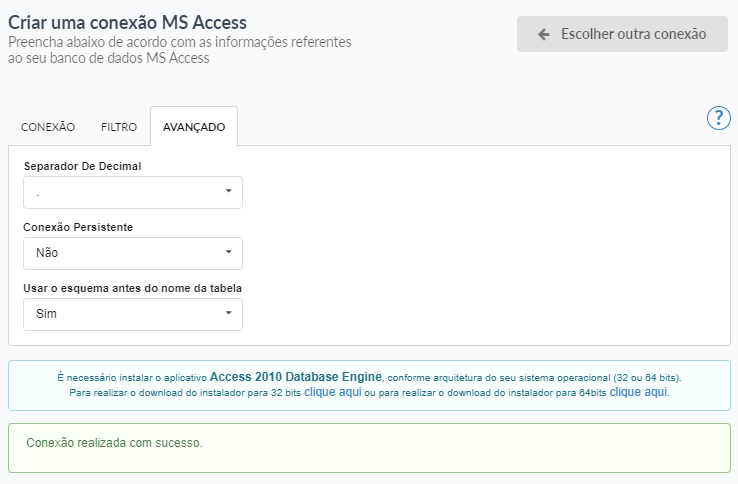 Criar uma conexão MS Access
Preencha abaixo de acordo com as informações referentes
ao seu banco de dados MS Access
Escolher outra conexão
CONEXÃO
FILTRO
AVANÇADO
?
Separador De Decimal
.
Conexão Persistente
Não
Usar o esquema antes do nome da tabela
Sim
É necessário instalar o aplicativo Access 2010 Database Engine, conforme arquitetura do seu sistema operacional (32 ou 64 bits).
Para realizar o download do instalador para 32 bits clique aqui ou para realizar o download do instalador para 64bits clique aqui.
Conexão realizada com sucesso.